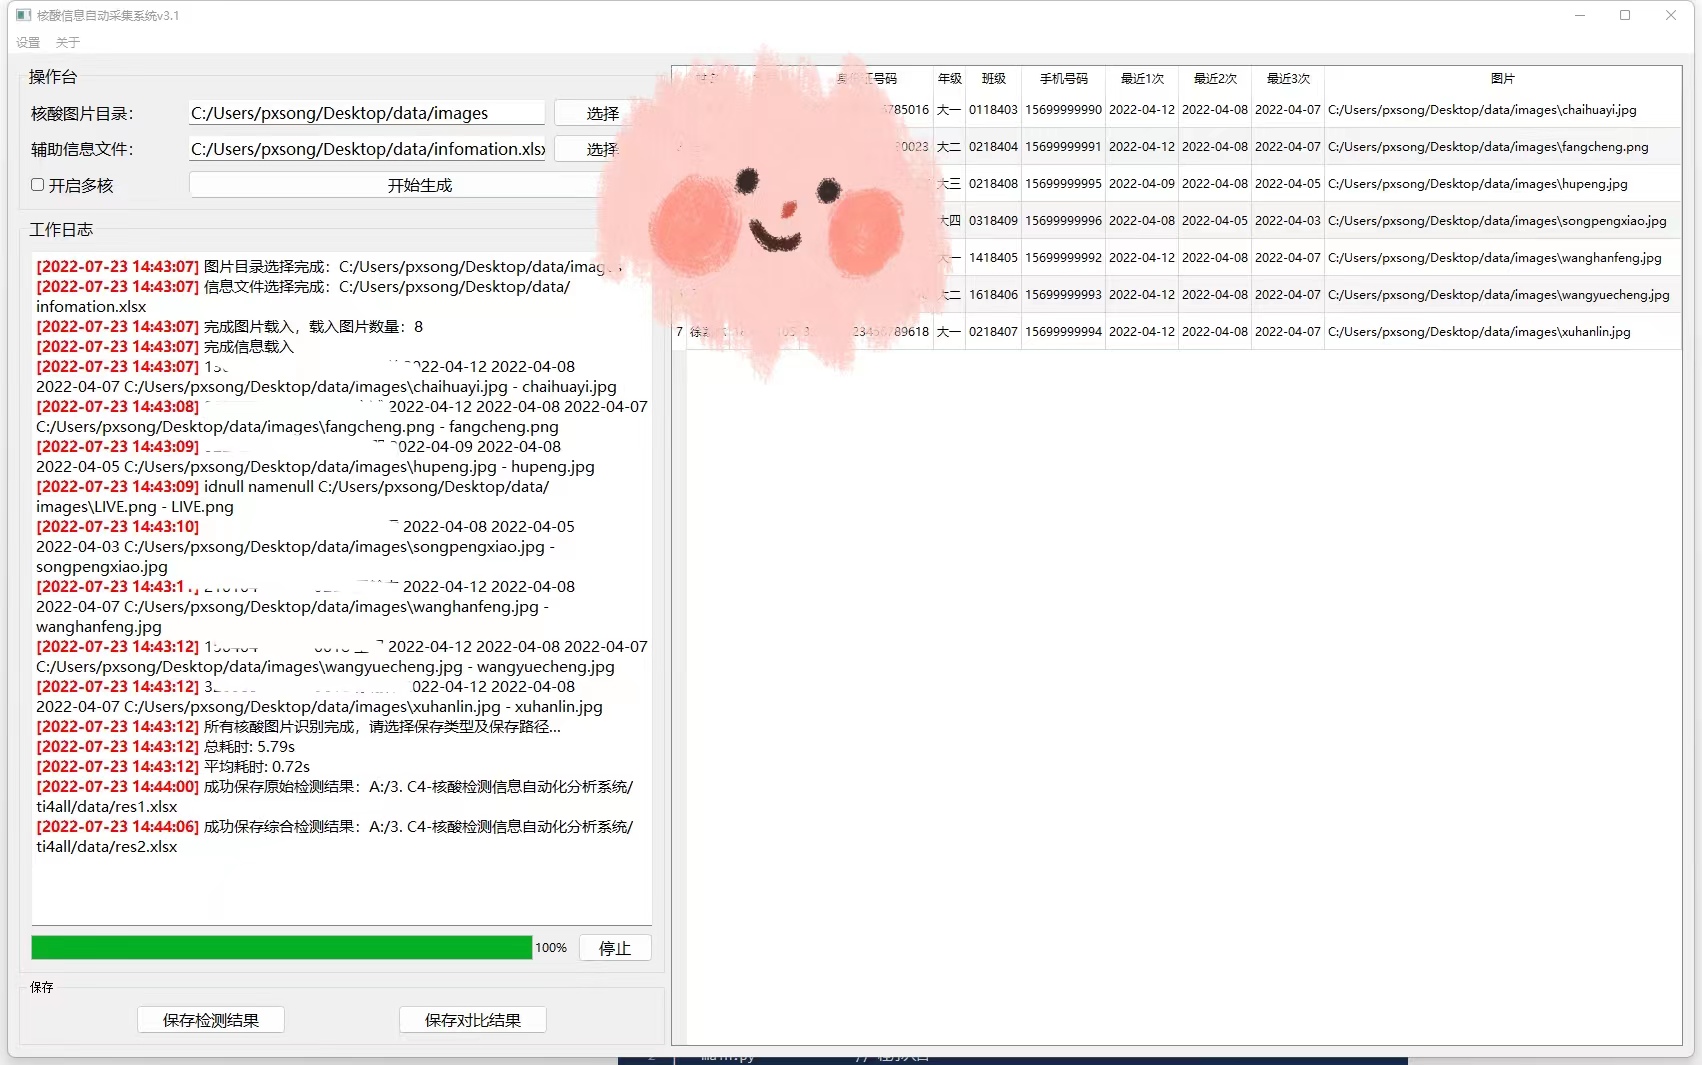 核酸信息自动采集系统v3.1
设置 关于
操作台
核酸图片目录： C:/Users/pxsong/Desktop/data/images 选择
辅助信息文件： C:/Users/pxsong/Desktop/data/infomation.xlsx 选择
开启多核 开始生成
工作日志
[2022-07-23 14:43:07] 图片目录选择完成：C:/Users/pxsong/Desktop/data/images
[2022-07-23 14:43:07] 信息文件选择完成：C:/Users/pxsong/Desktop/data/
infomation.xlsx
[2022-07-23 14:43:07] 完成图片载入，载入图片数量：8
[2022-07-23 14:43:07] 完成信息载入
[2022-07-23 14:43:07] 2022-04-12 2022-04-08
2022-04-07 C:/Users/pxsong/Desktop/data/images\chaihuayi.jpg - chaihuayi.jpg
[2022-07-23 14:43:08] 2022-04-12 2022-04-08 2022-04-07
C:/Users/pxsong/Desktop/data/images\fangcheng.png - fangcheng.png
[2022-07-23 14:43:09] 2022-04-09 2022-04-08
2022-04-05 C:/Users/pxsong/Desktop/data/images\hupeng.jpg - hupeng.jpg
[2022-07-23 14:43:09] idnull namenull C:/Users/pxsong/Desktop/data/
images\LIVE.png - LIVE.png
[2022-07-23 14:43:10] 2022-04-08 2022-04-05
2022-04-03 C:/Users/pxsong/Desktop/data/images\songpengxiao.jpg -
songpengxiao.jpg
[2022-07-23 14:43:1 2022-04-12 2022-04-08
2022-04-07 C:/Users/pxsong/Desktop/data/images\wanghanfeng.jpg -
wanghanfeng.jpg
[2022-07-23 14:43:12] 2022-04-12 2022-04-08 2022-04-07
C:/Users/pxsong/Desktop/data/images\wangyuecheng.jpg - wangyuecheng.jpg
[2022-07-23 14:43:12] 2022-04-12 2022-04-08
2022-04-07 C:/Users/pxsong/Desktop/data/images\xuhanlin.jpg - xuhanlin.jpg
[2022-07-23 14:43:12] 所有核酸图片识别完成，请选择保存类型及保存路径...
[2022-07-23 14:43:12] 总耗时: 5.79s
[2022-07-23 14:43:12] 平均耗时: 0.72s
[2022-07-23 14:44:00] 成功保存原始检测结果：A:/3. C4-核酸检测信息自动化分析系统/
ti4all/data/res1.xlsx
[2022-07-23 14:44:06] 成功保存综合检测结果：A:/3. C4-核酸检测信息自动化分析系统/
ti4all/data/res2.xlsx
100% 停止
保存
保存检测结果 保存对比结果
号码 年级 班级 手机号码 最近1次 最近2次 最近3次 图片
785016 大一 0118403 15699999990 2022-04-12 2022-04-08 2022-04-07 C:/Users/pxsong/Desktop/data/images\chaihuayi.jpg
0023 大二 0218404 15699999991 2022-04-12 2022-04-08 2022-04-07 C:/Users/pxsong/Desktop/data/images\fangcheng.png
大三 0218408 15699999995 2022-04-09 2022-04-08 2022-04-05 C:/Users/pxsong/Desktop/data/images\hupeng.jpg
大四 0318409 15699999996 2022-04-08 2022-04-05 2022-04-03 C:/Users/pxsong/Desktop/data/images\songpengxiao.jpg
大一 1418405 15699999992 2022-04-12 2022-04-08 2022-04-07 C:/Users/pxsong/Desktop/data/images\wanghanfeng.jpg
大二 1618406 15699999993 2022-04-12 2022-04-08 2022-04-07 C:/Users/pxsong/Desktop/data/images\wangyuecheng.jpg
7 徐 789618 大一 0218407 15699999994 2022-04-12 2022-04-08 2022-04-07 C:/Users/pxsong/Desktop/data/images\xuhanlin.jpg